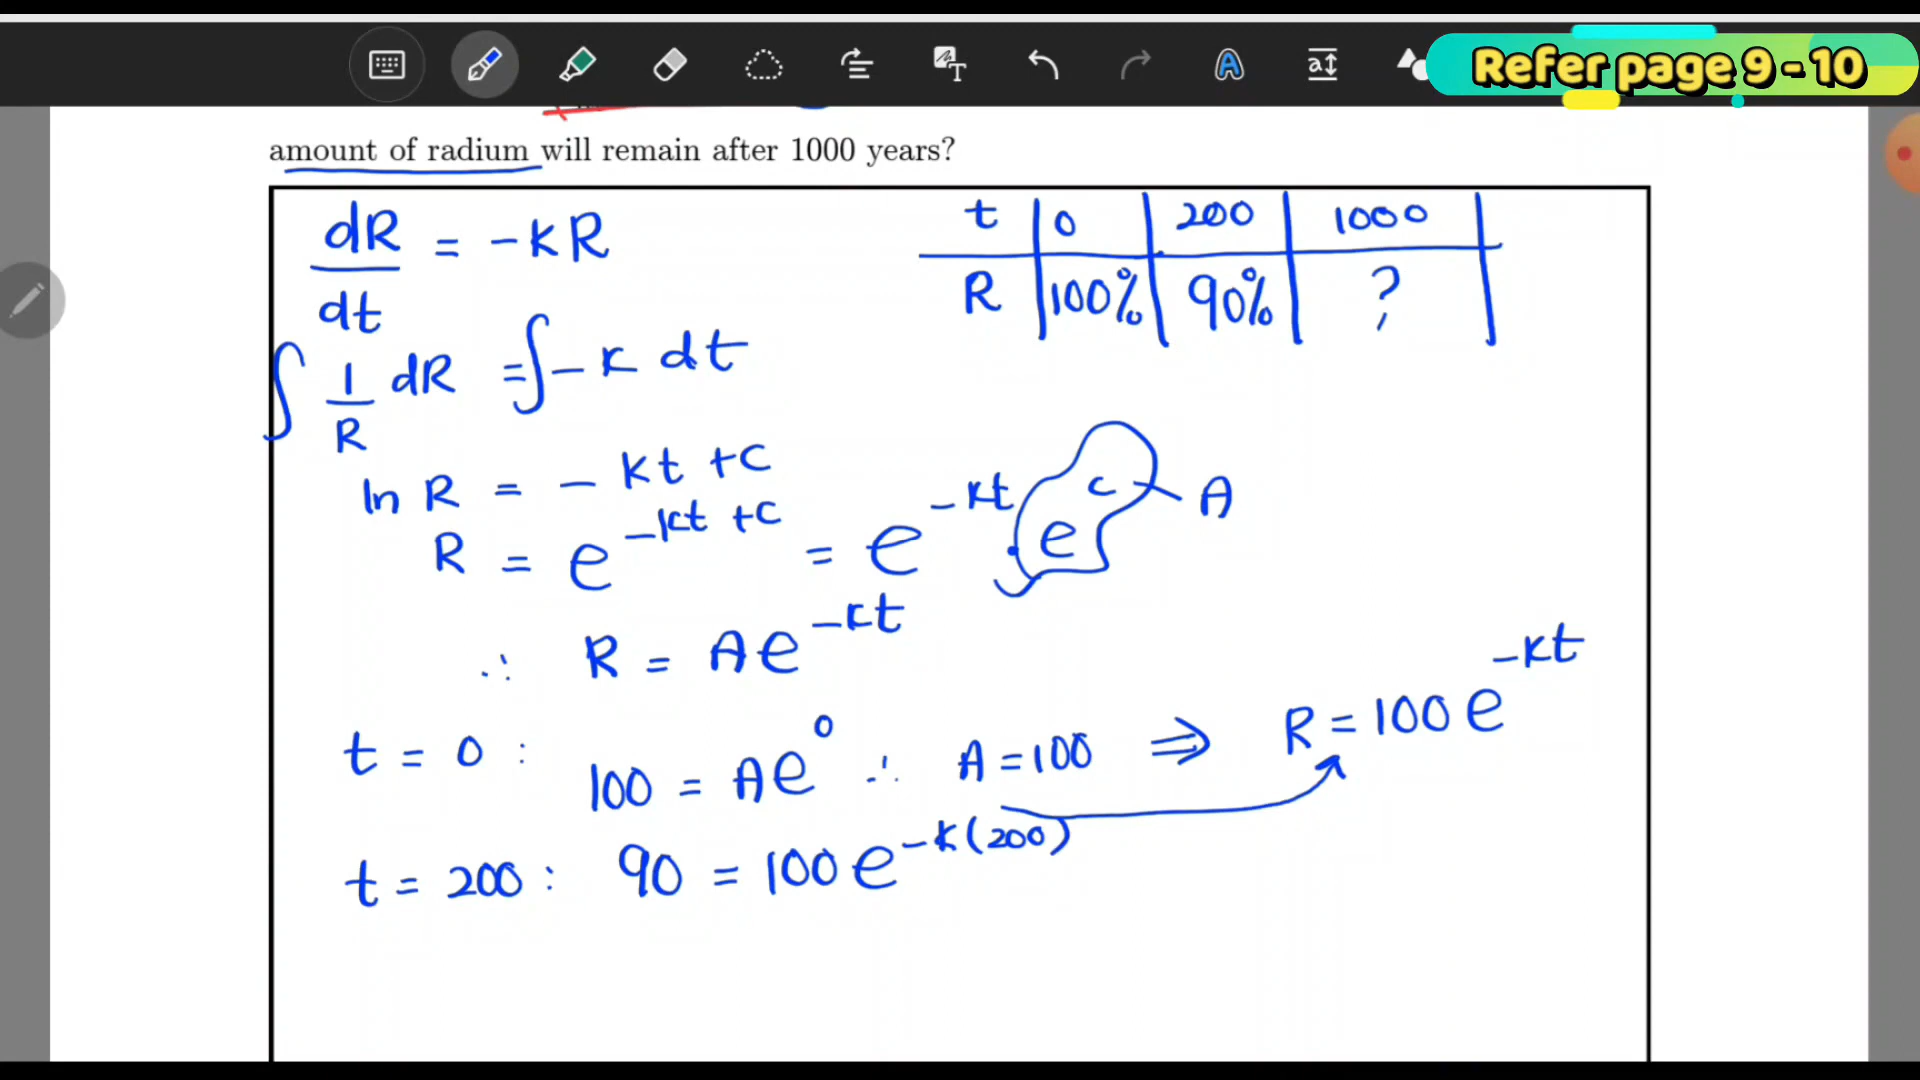 Refer page 9 - 10
amount of radium will remain after 1000 years?
dR/dt = -kR
t | 0 | 200 | 1000
R | 100% | 90% | ?
∫ 1/R dR = ∫ -k dt
ln R = -kt + c
R = e^(-kt + c) = e^(-kt) · e^c A
∴ R = Ae^(-kt)
t = 0 : 100 = Ae^0 ∴ A = 100 ⇒ R = 100e^(-kt)
t = 200 : 90 = 100e^(-k(200))